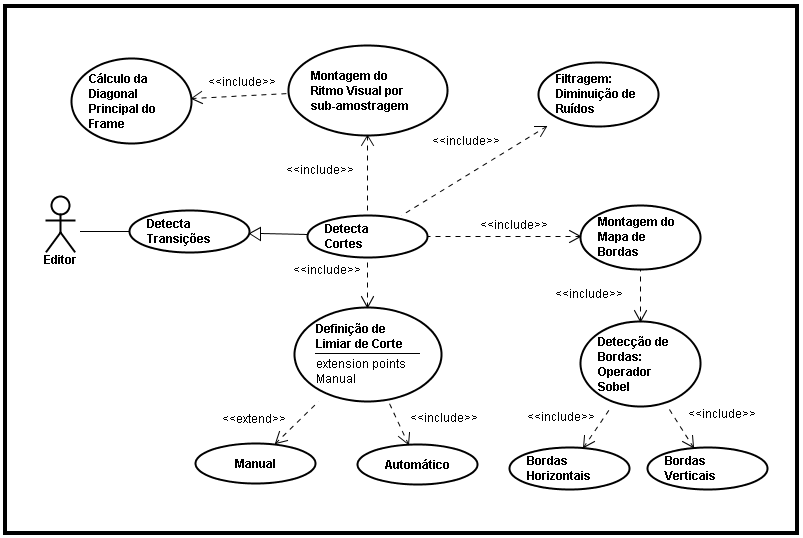 Cálculo da
Diagonal
Principal do
Frame
<<include>>
Montagem do
Ritmo Visual por
sub-amostragem
Filtragem:
Diminuição de
Ruídos
<<include>>
<<include>>
Editor
Detecta
Transições
Detecta
Cortes
<<include>>
Montagem do
Mapa de
Bordas
<<include>>
<<include>>
Definição de
Limiar de Corte
extension points
Manual
Detecção de
Bordas:
Operador
Sobel
<<extend>>
<<include>>
<<include>>
<<include>>
Manual
Automático
Bordas
Horizontais
Bordas
Verticais